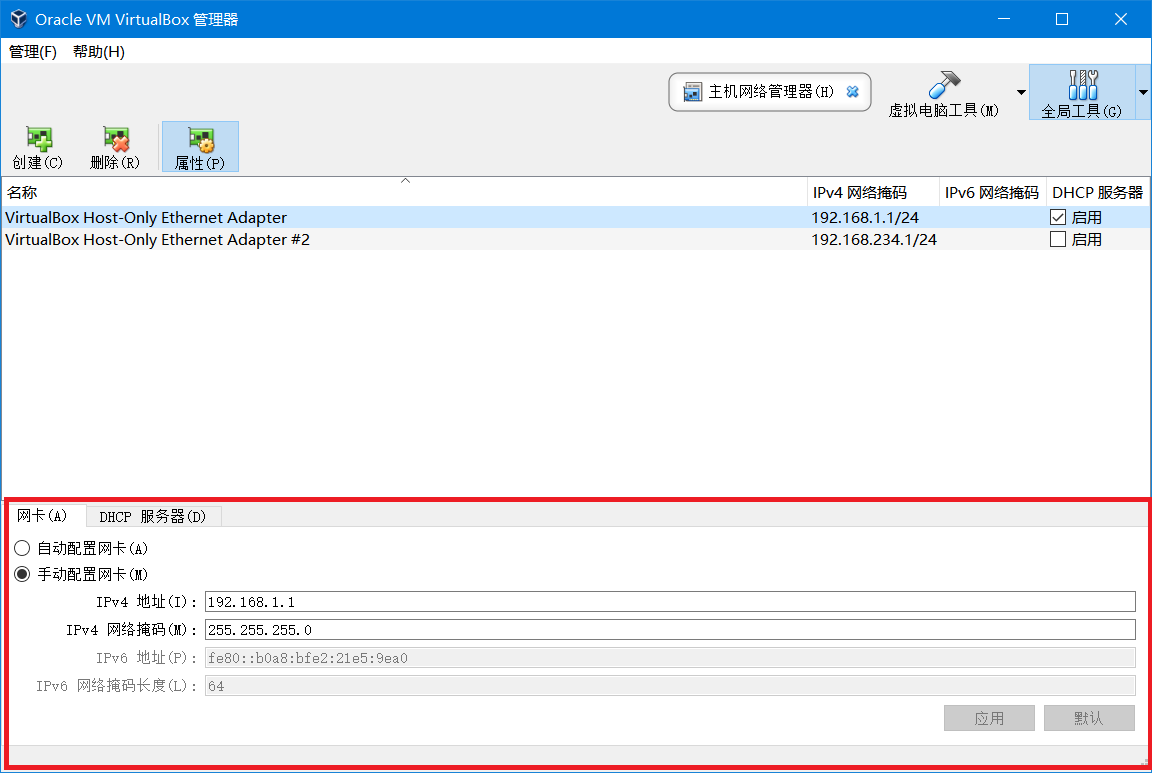 Oracle VM VirtualBox 管理器
管理(F) 帮助(H)
主机网络管理器(H) 虚拟电脑工具(M) 全局工具(G)
创建(C) 删除(R) 属性(P)
名称 IPv4 网络掩码 IPv6 网络掩码 DHCP 服务器
VirtualBox Host-Only Ethernet Adapter 192.168.1.1/24 启用
VirtualBox Host-Only Ethernet Adapter #2 192.168.234.1/24 启用
网卡(A) DHCP 服务器(D)
自动配置网卡(A)
手动配置网卡(M)
IPv4 地址(I): 192.168.1.1
IPv4 网络掩码(M): 255.255.255.0
IPv6 地址(P): fe80::b0a8:bfe2:21e5:9ea0
IPv6 网络掩码长度(L): 64
应用 默认